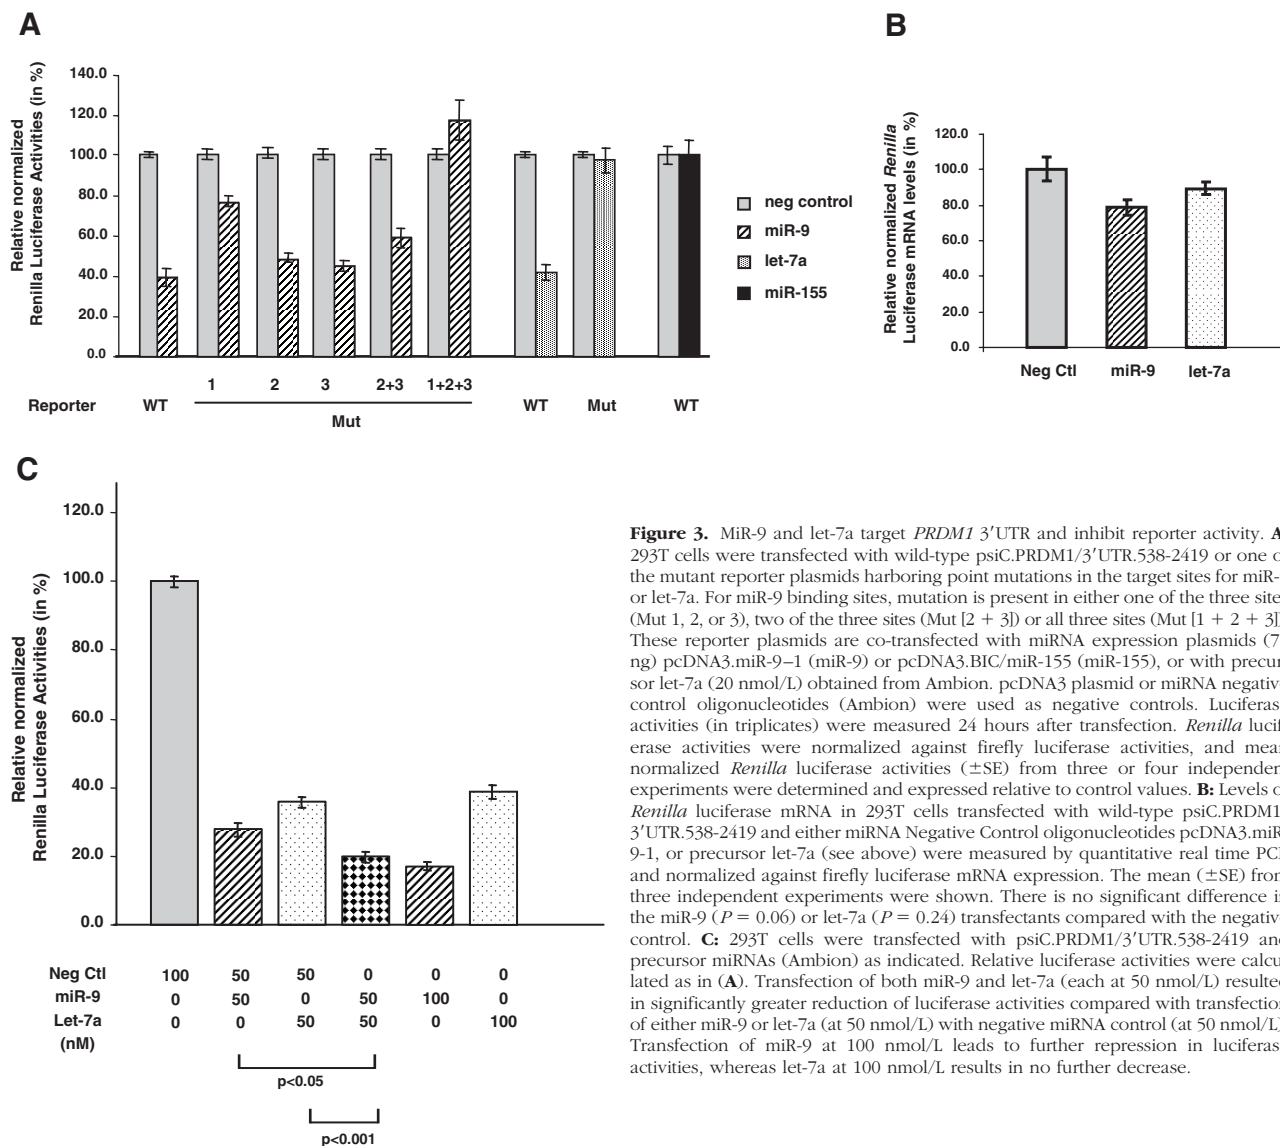 A
Relative normalized
Renilla Luciferase Activities (in %)
140.0
120.0
100.0
80.0
60.0
40.0
20.0
0.0
1 2 3 2+3 1+2+3
Reporter WT WT Mut WT
Mut
neg control
miR-9
let-7a
miR-155
B
Relative normalized Renilla
Luciferase mRNA levels (in %)
120.0
100.0
80.0
60.0
40.0
20.0
0.0
Neg Ctl miR-9 let-7a
C
Relative normalized
Renilla Luciferase Activities (in %)
120.0
100.0
80.0
60.0
40.0
20.0
0.0
Neg Ctl 100 50 50 0 0 0
miR-9 0 50 0 50 100 0
Let-7a 0 0 50 50 0 100
(nM)
p<0.05
p<0.001
Figure 3. MiR-9 and let-7a target PRDM1 3′UTR and inhibit reporter activity. A
293T cells were transfected with wild-type psiC.PRDM1/3′UTR.538-2419 or one o
the mutant reporter plasmids harboring point mutations in the target sites for miR-
or let-7a. For miR-9 binding sites, mutation is present in either one of the three site
(Mut 1, 2, or 3), two of the three sites (Mut [2 + 3]) or all three sites (Mut [1 + 2 + 3]
These reporter plasmids are co-transfected with miRNA expression plasmids (7
ng) pcDNA3.miR-9–1 (miR-9) or pcDNA3.BIC/miR-155 (miR-155), or with precur
sor let-7a (20 nmol/L) obtained from Ambion. pcDNA3 plasmid or miRNA negative
control oligonucleotides (Ambion) were used as negative controls. Luciferas
activities (in triplicates) were measured 24 hours after transfection. Renilla lucif
erase activities were normalized against firefly luciferase activities, and mean
normalized Renilla luciferase activities (±SE) from three or four independen
experiments were determined and expressed relative to control values. B: Levels o
Renilla luciferase mRNA in 293T cells transfected with wild-type psiC.PRDM1
3′UTR.538-2419 and either miRNA Negative Control oligonucleotides pcDNA3.miR
9-1, or precursor let-7a (see above) were measured by quantitative real time PC
and normalized against firefly luciferase mRNA expression. The mean (±SE) from
three independent experiments were shown. There is no significant difference i
the miR-9 (P = 0.06) or let-7a (P = 0.24) transfectants compared with the negative
control. C: 293T cells were transfected with psiC.PRDM1/3′UTR.538-2419 and
precursor miRNAs (Ambion) as indicated. Relative luciferase activities were calcu
lated as in (A). Transfection of both miR-9 and let-7a (each at 50 nmol/L) resulted
in significantly greater reduction of luciferase activities compared with transfection
of either miR-9 or let-7a (at 50 nmol/L) with negative miRNA control (at 50 nmol/L)
Transfection of miR-9 at 100 nmol/L leads to further repression in luciferas
activities, whereas let-7a at 100 nmol/L results in no further decrease.